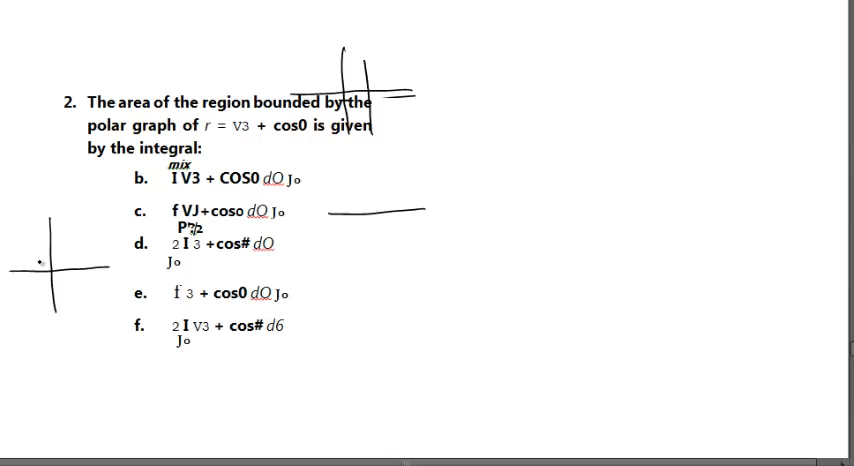 2. The area of the region bounded by the
polar graph of r = V3 + cos0 is given
by the integral:
mix
b. I V3 + COS0 dO Jo
c. f VJ+coso dO Jo
d. 2 I 3 +cos# dO
Jo
e. f 3 + cos0 dO Jo
f. 2 I V3 + cos# d6
Jo